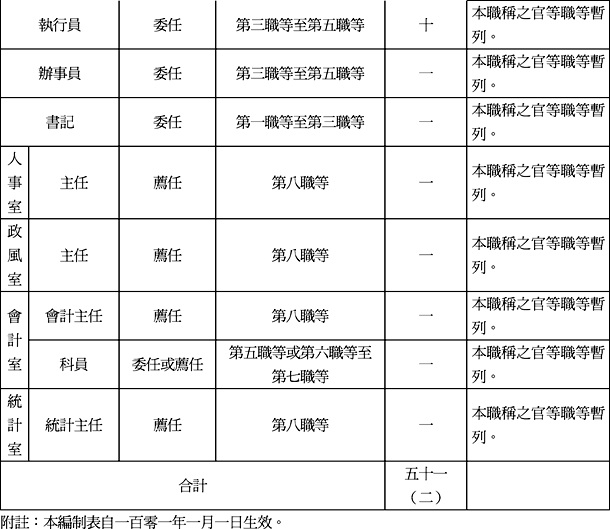 執行員 委任 第三職等至第五職等 十 本職稱之官等職等暫
列。
辦事員 委任 第三職等至第五職等 一 本職稱之官等職等暫
列。
書記 委任 第一職等至第三職等 一 本職稱之官等職等暫
列。
人事室 主任 薦任 第八職等 一 本職稱之官等職等暫
列。
政風室 主任 薦任 第八職等 一 本職稱之官等職等暫
列。
會計室 會計主任 薦任 第八職等 一 本職稱之官等職等暫
列。
科員 委任或薦任 第五職等或第六職等至
第七職等 一 本職稱之官等職等暫
列。
統計室 統計主任 薦任 第八職等 一 本職稱之官等職等暫
列。
合計 五十一
（二）
附註：本編制表自一百零一年一月一日生效。